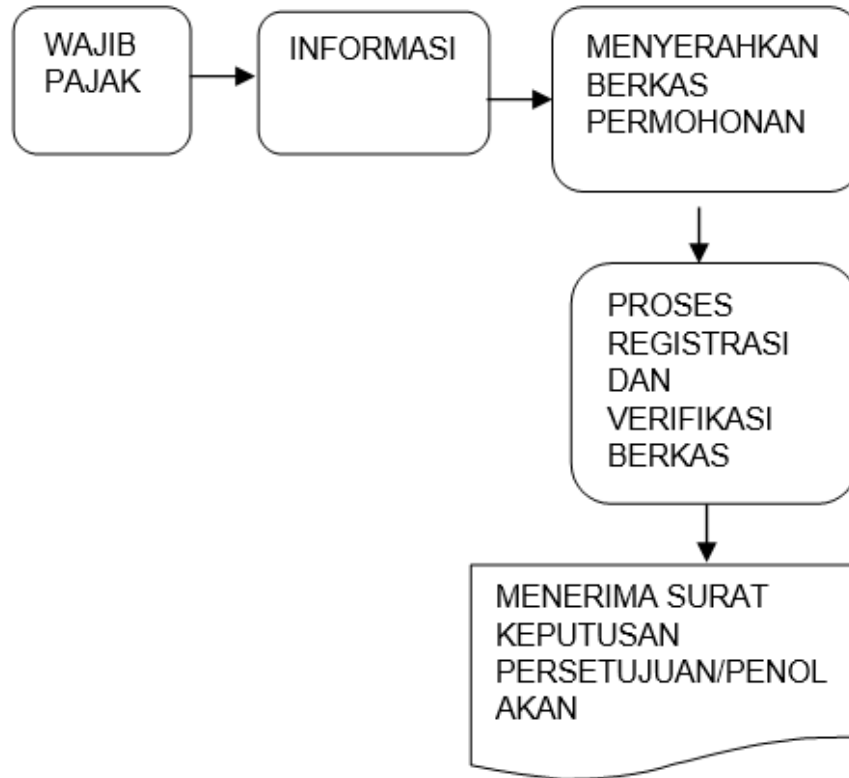 WAJIB
PAJAK
INFORMASI
MENYERAHKAN
BERKAS
PERMOHONAN
PROSES
REGISTRASI
DAN
VERIFIKASI
BERKAS
MENERIMA SURAT
KEPUTUSAN
PERSETUJUAN/PENOL
AKAN